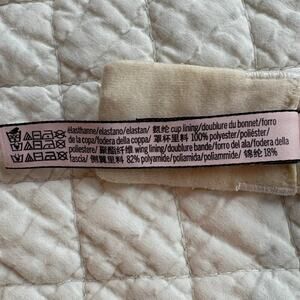 elasthanne/elastano/elastan/ 氨纶 cup lining/doublure du bonnet/forro
de la copa/fodera della coppa/ 罩杯里料 100% polyester/poliéster/
poliestere/ 聚酯纤维 wing lining/doublure bande/forro del ala/fodera della
fascia/ 侧翼里料 82% polyamide/poliamida/poliammide/ 锦纶 18%